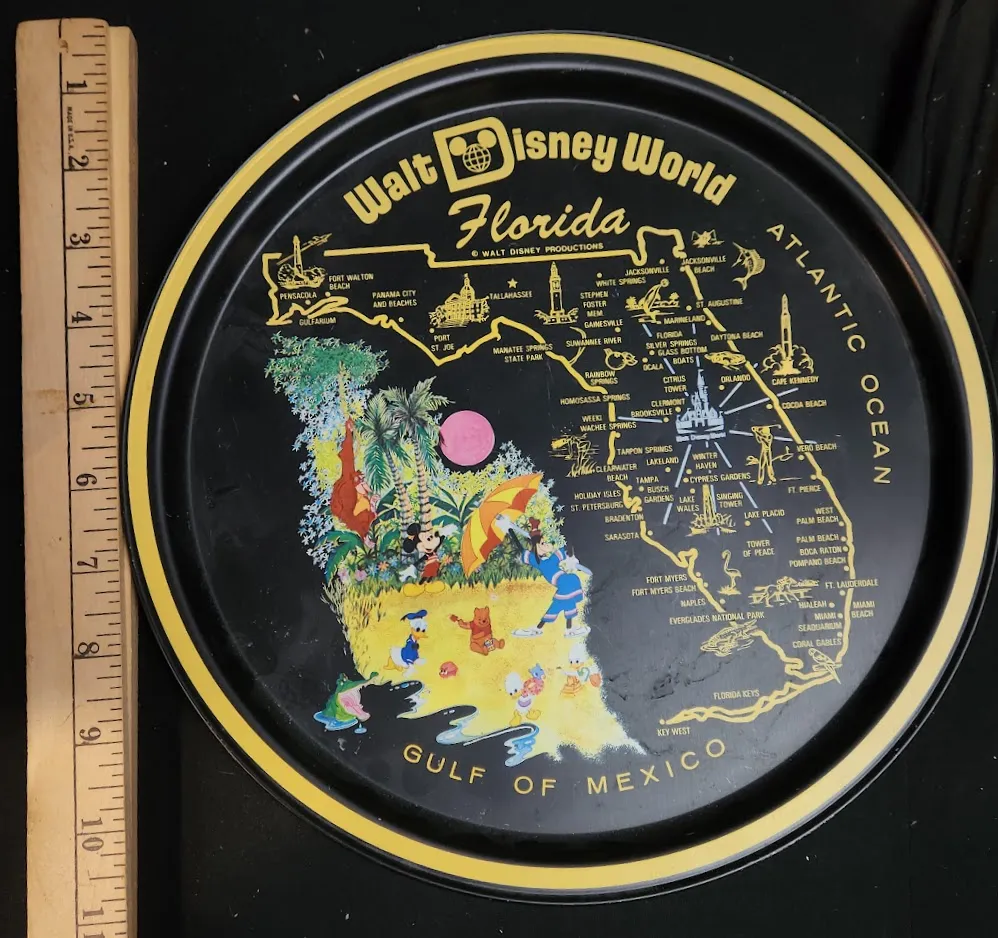 Walt Disney World
Florida
© WALT DISNEY PRODUCTIONS
ATLANTIC OCEAN
GULF OF MEXICO
PENSACOLA
FORT WALTON
BEACH
GULFARIUM
PANAMA CITY
AND BEACHES
PORT
ST. JOE
TALLAHASSEE
MANATEE SPRINGS
STATE PARK
WHITE SPRINGS
STEPHEN
FOSTER
MEM.
GAINESVILLE
SUWANNEE RIVER
JACKSONVILLE
JACKSONVILLE
BEACH
ST. AUGUSTINE
MARINELAND
FLORIDA
SILVER SPRINGS
GLASS BOTTOM
BOATS
DAYTONA BEACH
OCALA
RAINBOW
SPRINGS
CITRUS
TOWER
ORLANDO
CAPE KENNEDY
HOMOSASSA SPRINGS
CLERMONT
BROOKSVILLE
COCOA BEACH
WEEKI
WACHEE SPRINGS
Walt Disney World
TARPON SPRINGS
LAKELAND
WINTER
HAVEN
VERO BEACH
CLEARWATER
BEACH
TAMPA
BUSCH
GARDENS
CYPRESS GARDENS
FT. PIERCE
HOLIDAY ISLES
ST. PETERSBURG
LAKE
WALES
SINGING
TOWER
LAKE PLACID
BRADENTON
SARASOTA
WEST
PALM BEACH
TOWER
OF PEACE
PALM BEACH
BOCA RATON
POMPANO BEACH
FORT MYERS
FORT MYERS BEACH
FT. LAUDERDALE
NAPLES
HIALEAH
MIAMI
BEACH
MIAMI
SEAQUARIUM
EVERGLADES NATIONAL PARK
CORAL GABLES
FLORIDA KEYS
KEY WEST
1
MADE IN U.S.A.
2
3
4
5
6
7
8
9
10
1